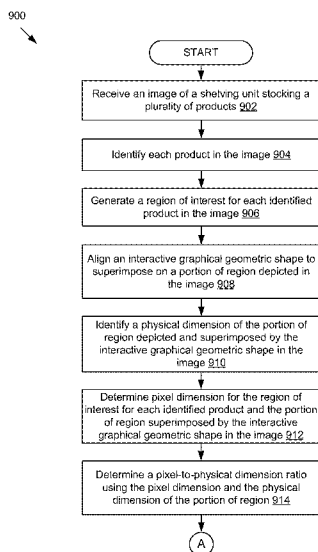 900
START
Receive an image of a shelving unit stocking a
plurality of products 902
Identify each product in the image 904
Generate a region of interest for each identified
product in the image 906
Align an interactive graphical geometric shape to
superimpose on a portion of region depicted in
the image 908
Identify a physical dimension of the portion of
region depicted and superimposed by the
interactive graphical geometric shape in the
image 910
Determine pixel dimension for the region of
interest for each identified product and the portion
of region superimposed by the interactive
graphical geometric shape in the image 912
Determine a pixel-to-physical dimension ratio
using the pixel dimension and the physical
dimension of the portion of region 914
A